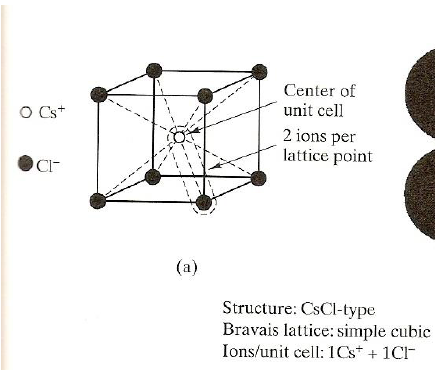 Center of
unit cell
Cs⁺
2 ions per
lattice point
Cl⁻
(a)
Structure: CsCl-type
Bravais lattice: simple cubic
Ions/unit cell: 1Cs⁺ + 1Cl⁻